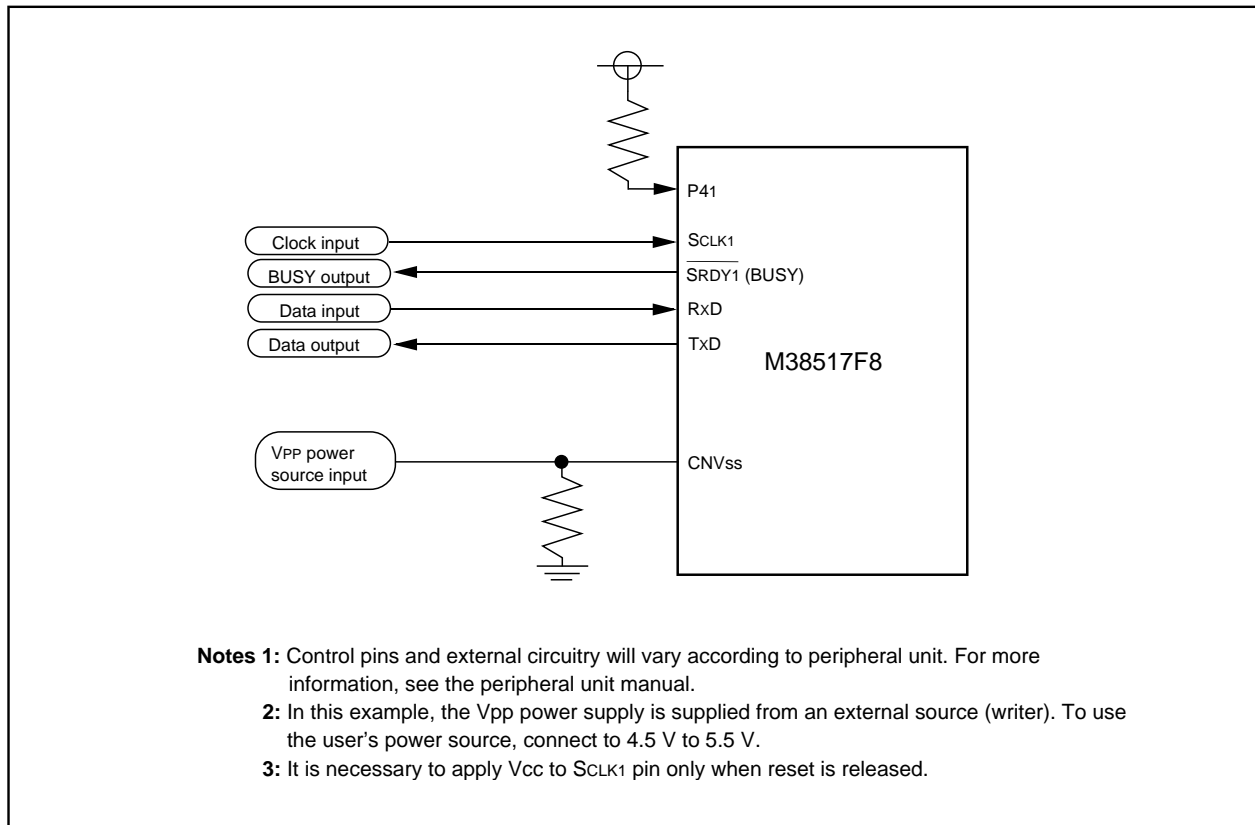 P41
Clock input
SCLK1
BUSY output
SRDY1 (BUSY)
Data input
RxD
Data output
TxD
M38517F8
VPP power
source input
CNVss
Notes 1: Control pins and external circuitry will vary according to peripheral unit. For more
information, see the peripheral unit manual.
2: In this example, the Vpp power supply is supplied from an external source (writer). To use
the user’s power source, connect to 4.5 V to 5.5 V.
3: It is necessary to apply Vcc to SCLK1 pin only when reset is released.